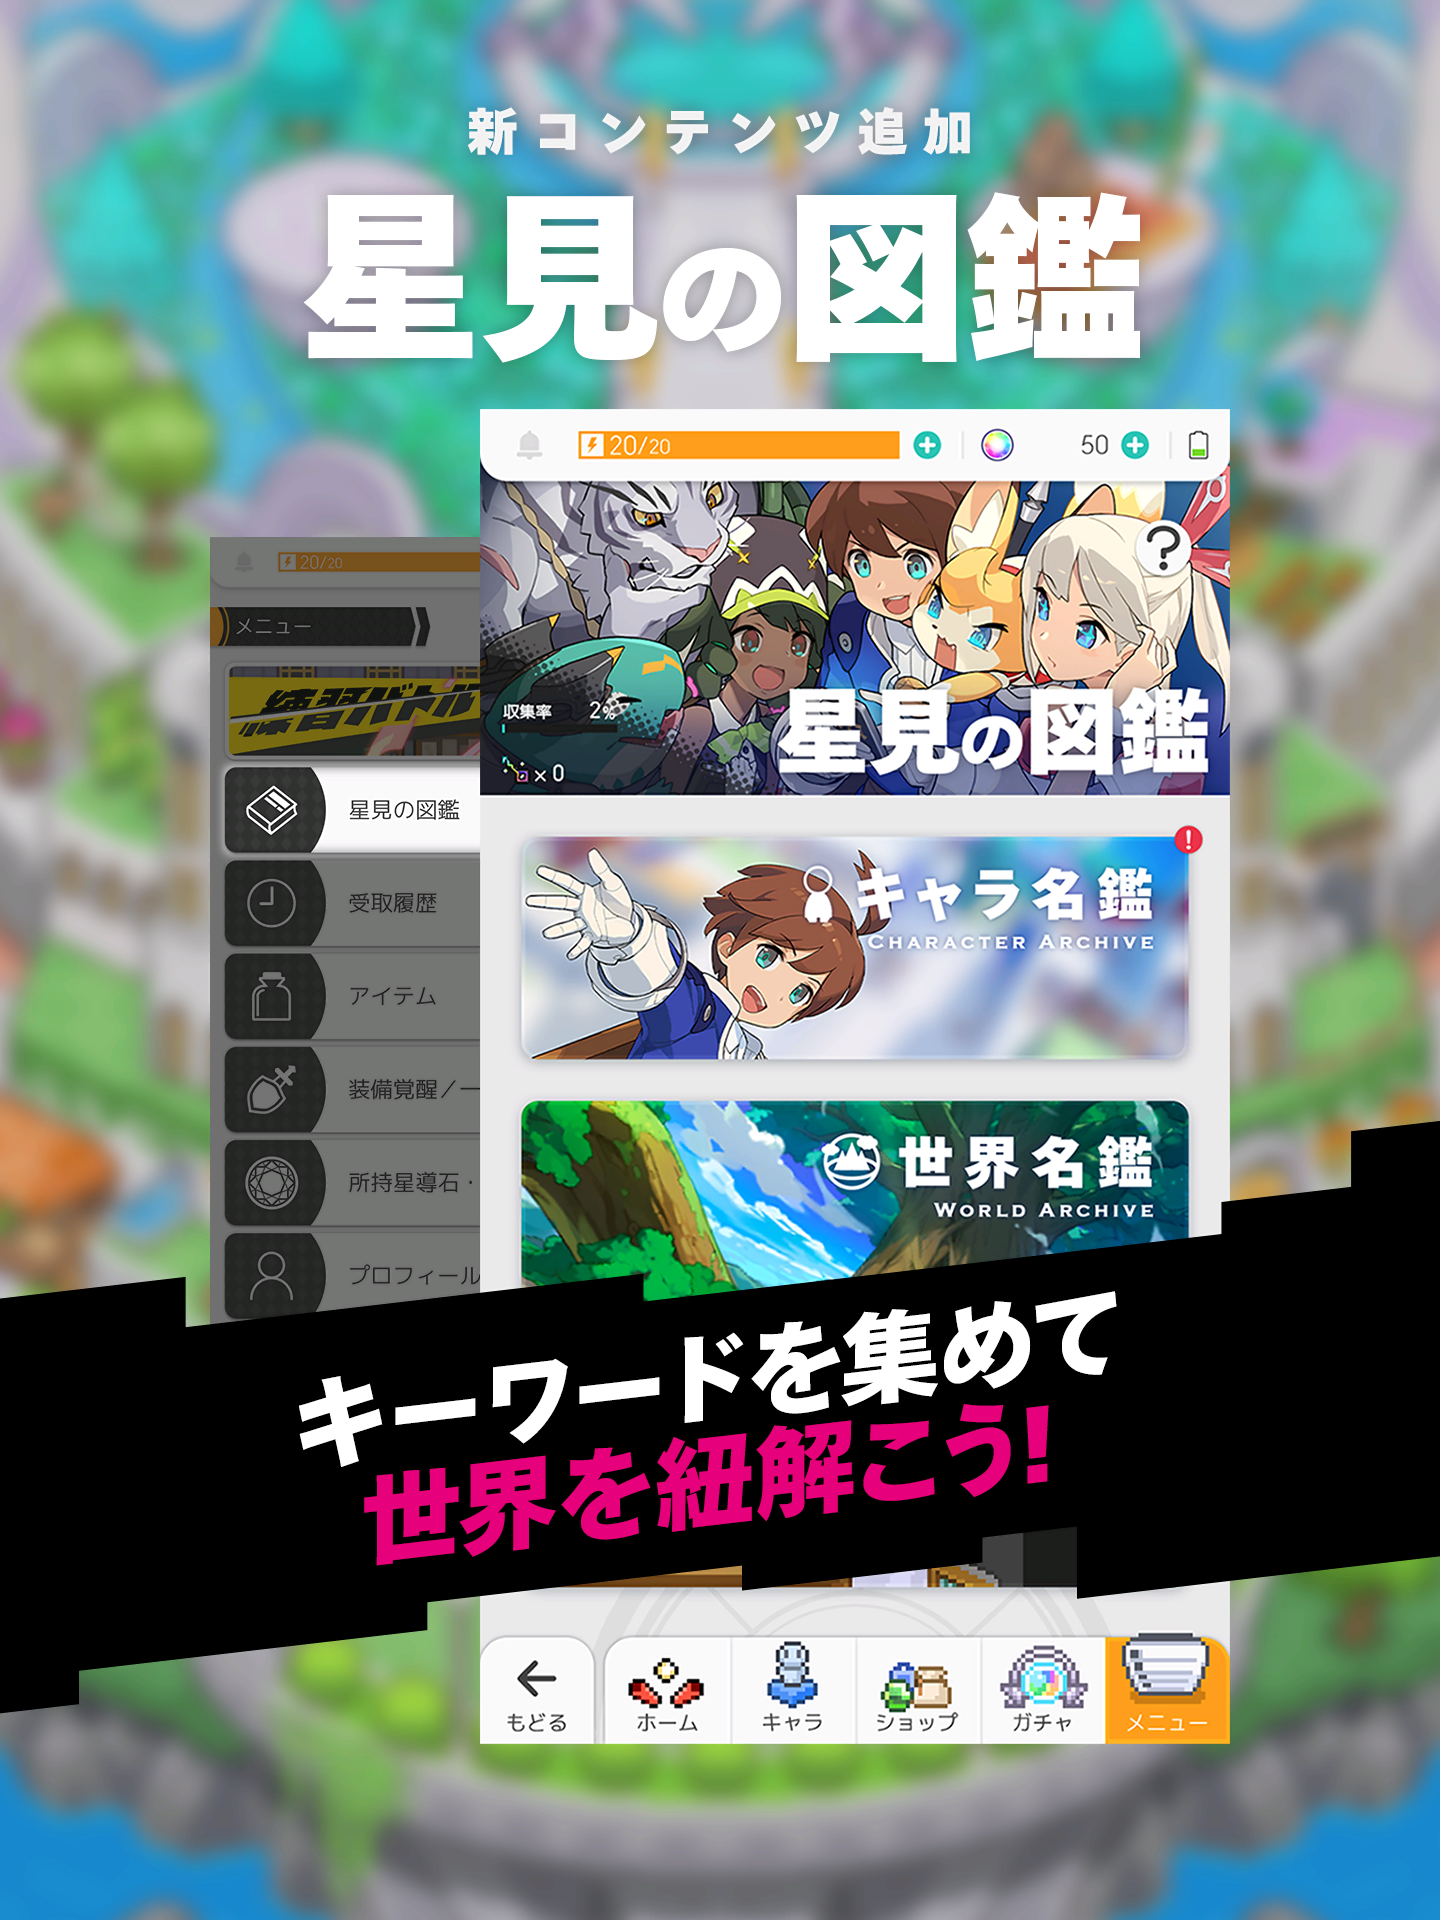 新コンテンツ追加
星見の図鑑
20/20
50
20/20
メニュー
練習バトル
星見の図鑑
受取履歴
アイテム
装備覚醒／一
所持星導石・
プロフィール
?
収集率 2%
×0
星見の図鑑
!
キャラ名鑑
CHARACTER ARCHIVE
世界名鑑
WORLD ARCHIVE
キーワードを集めて
世界を紐解こう!
もどる
ホーム
キャラ
ショップ
ガチャ
メニュー